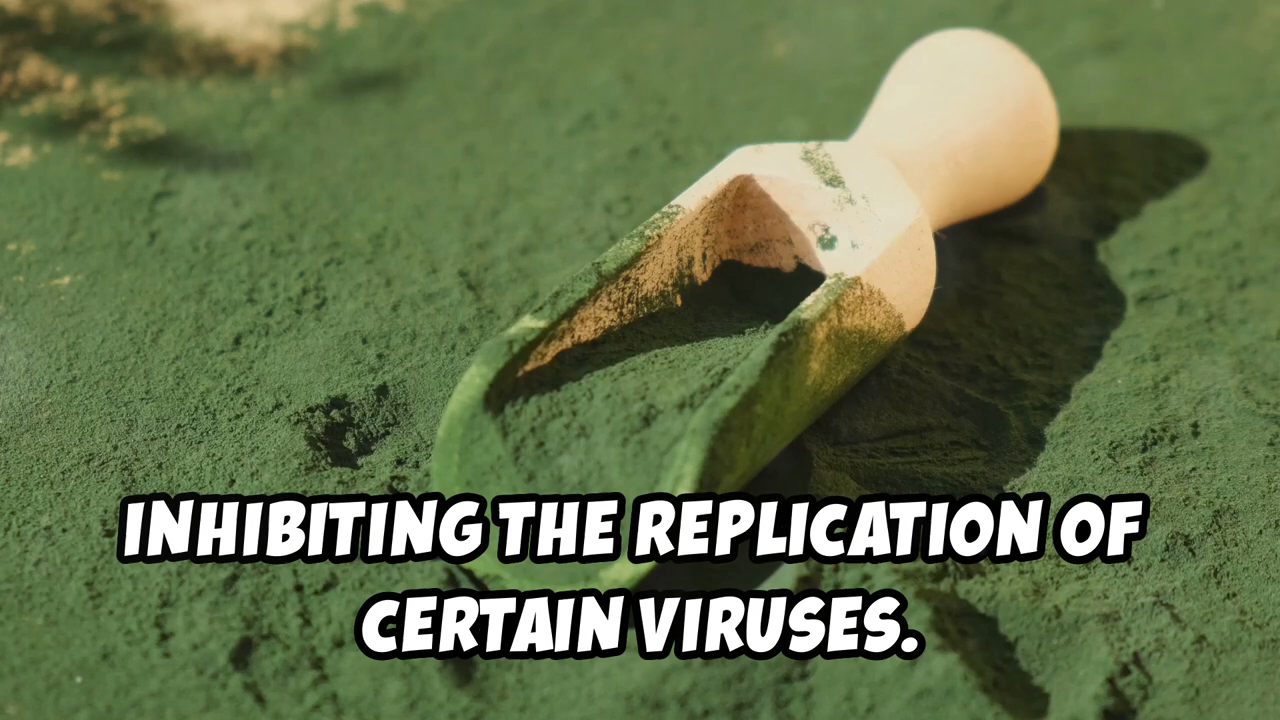 INHIBITING THE REPLICATION OF
CERTAIN VIRUSES.